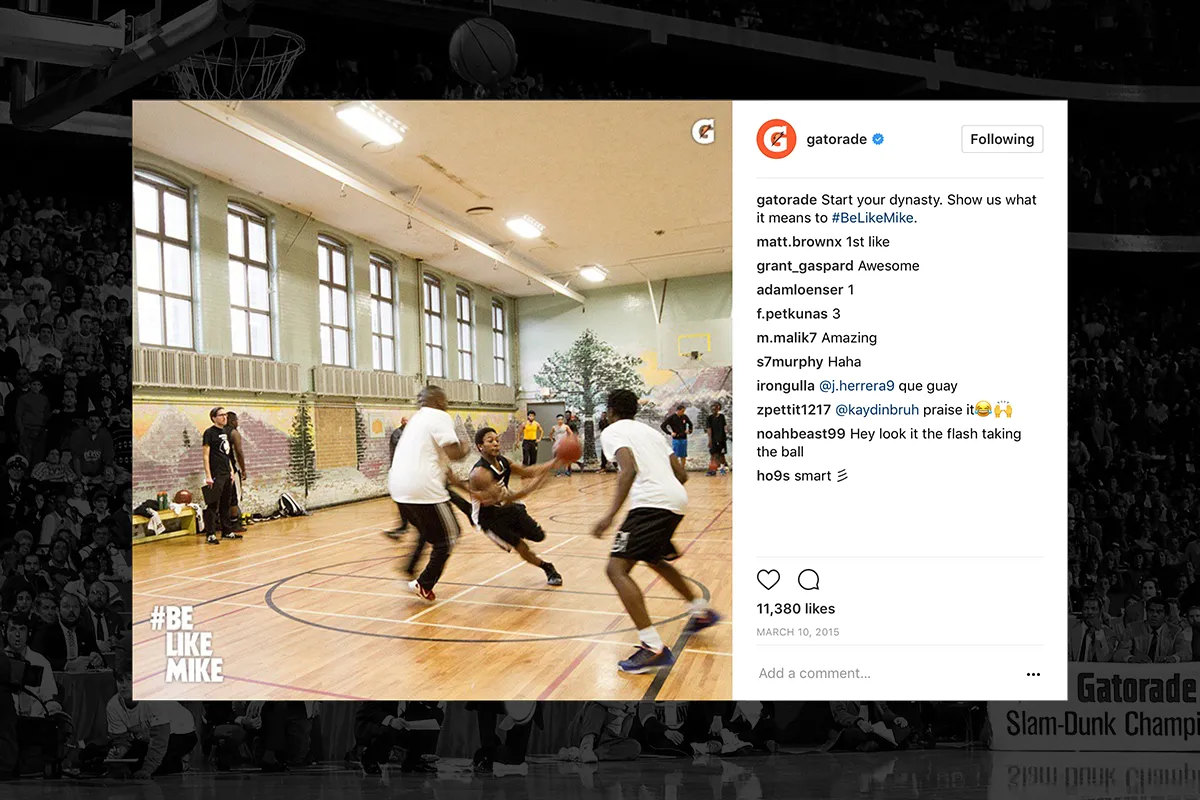 gatorade
Following
gatorade Start your dynasty. Show us what
it means to #BeLikeMike.
matt.brownx 1st like
grant_gaspard Awesome
adamloenser 1
f.petkunas 3
m.malik7 Amazing
s7murphy Haha
irongulla @j.herrera9 que guay
zpettit1217 @kaydinbruh praise it😂🙌
noahbeast99 Hey look it the flash taking
the ball
ho9s smart 彡
11,380 likes
MARCH 10, 2015
Add a comment...
G
G
#BE
LIKE
MIKE
Gatorade
Slam-Dunk Champi